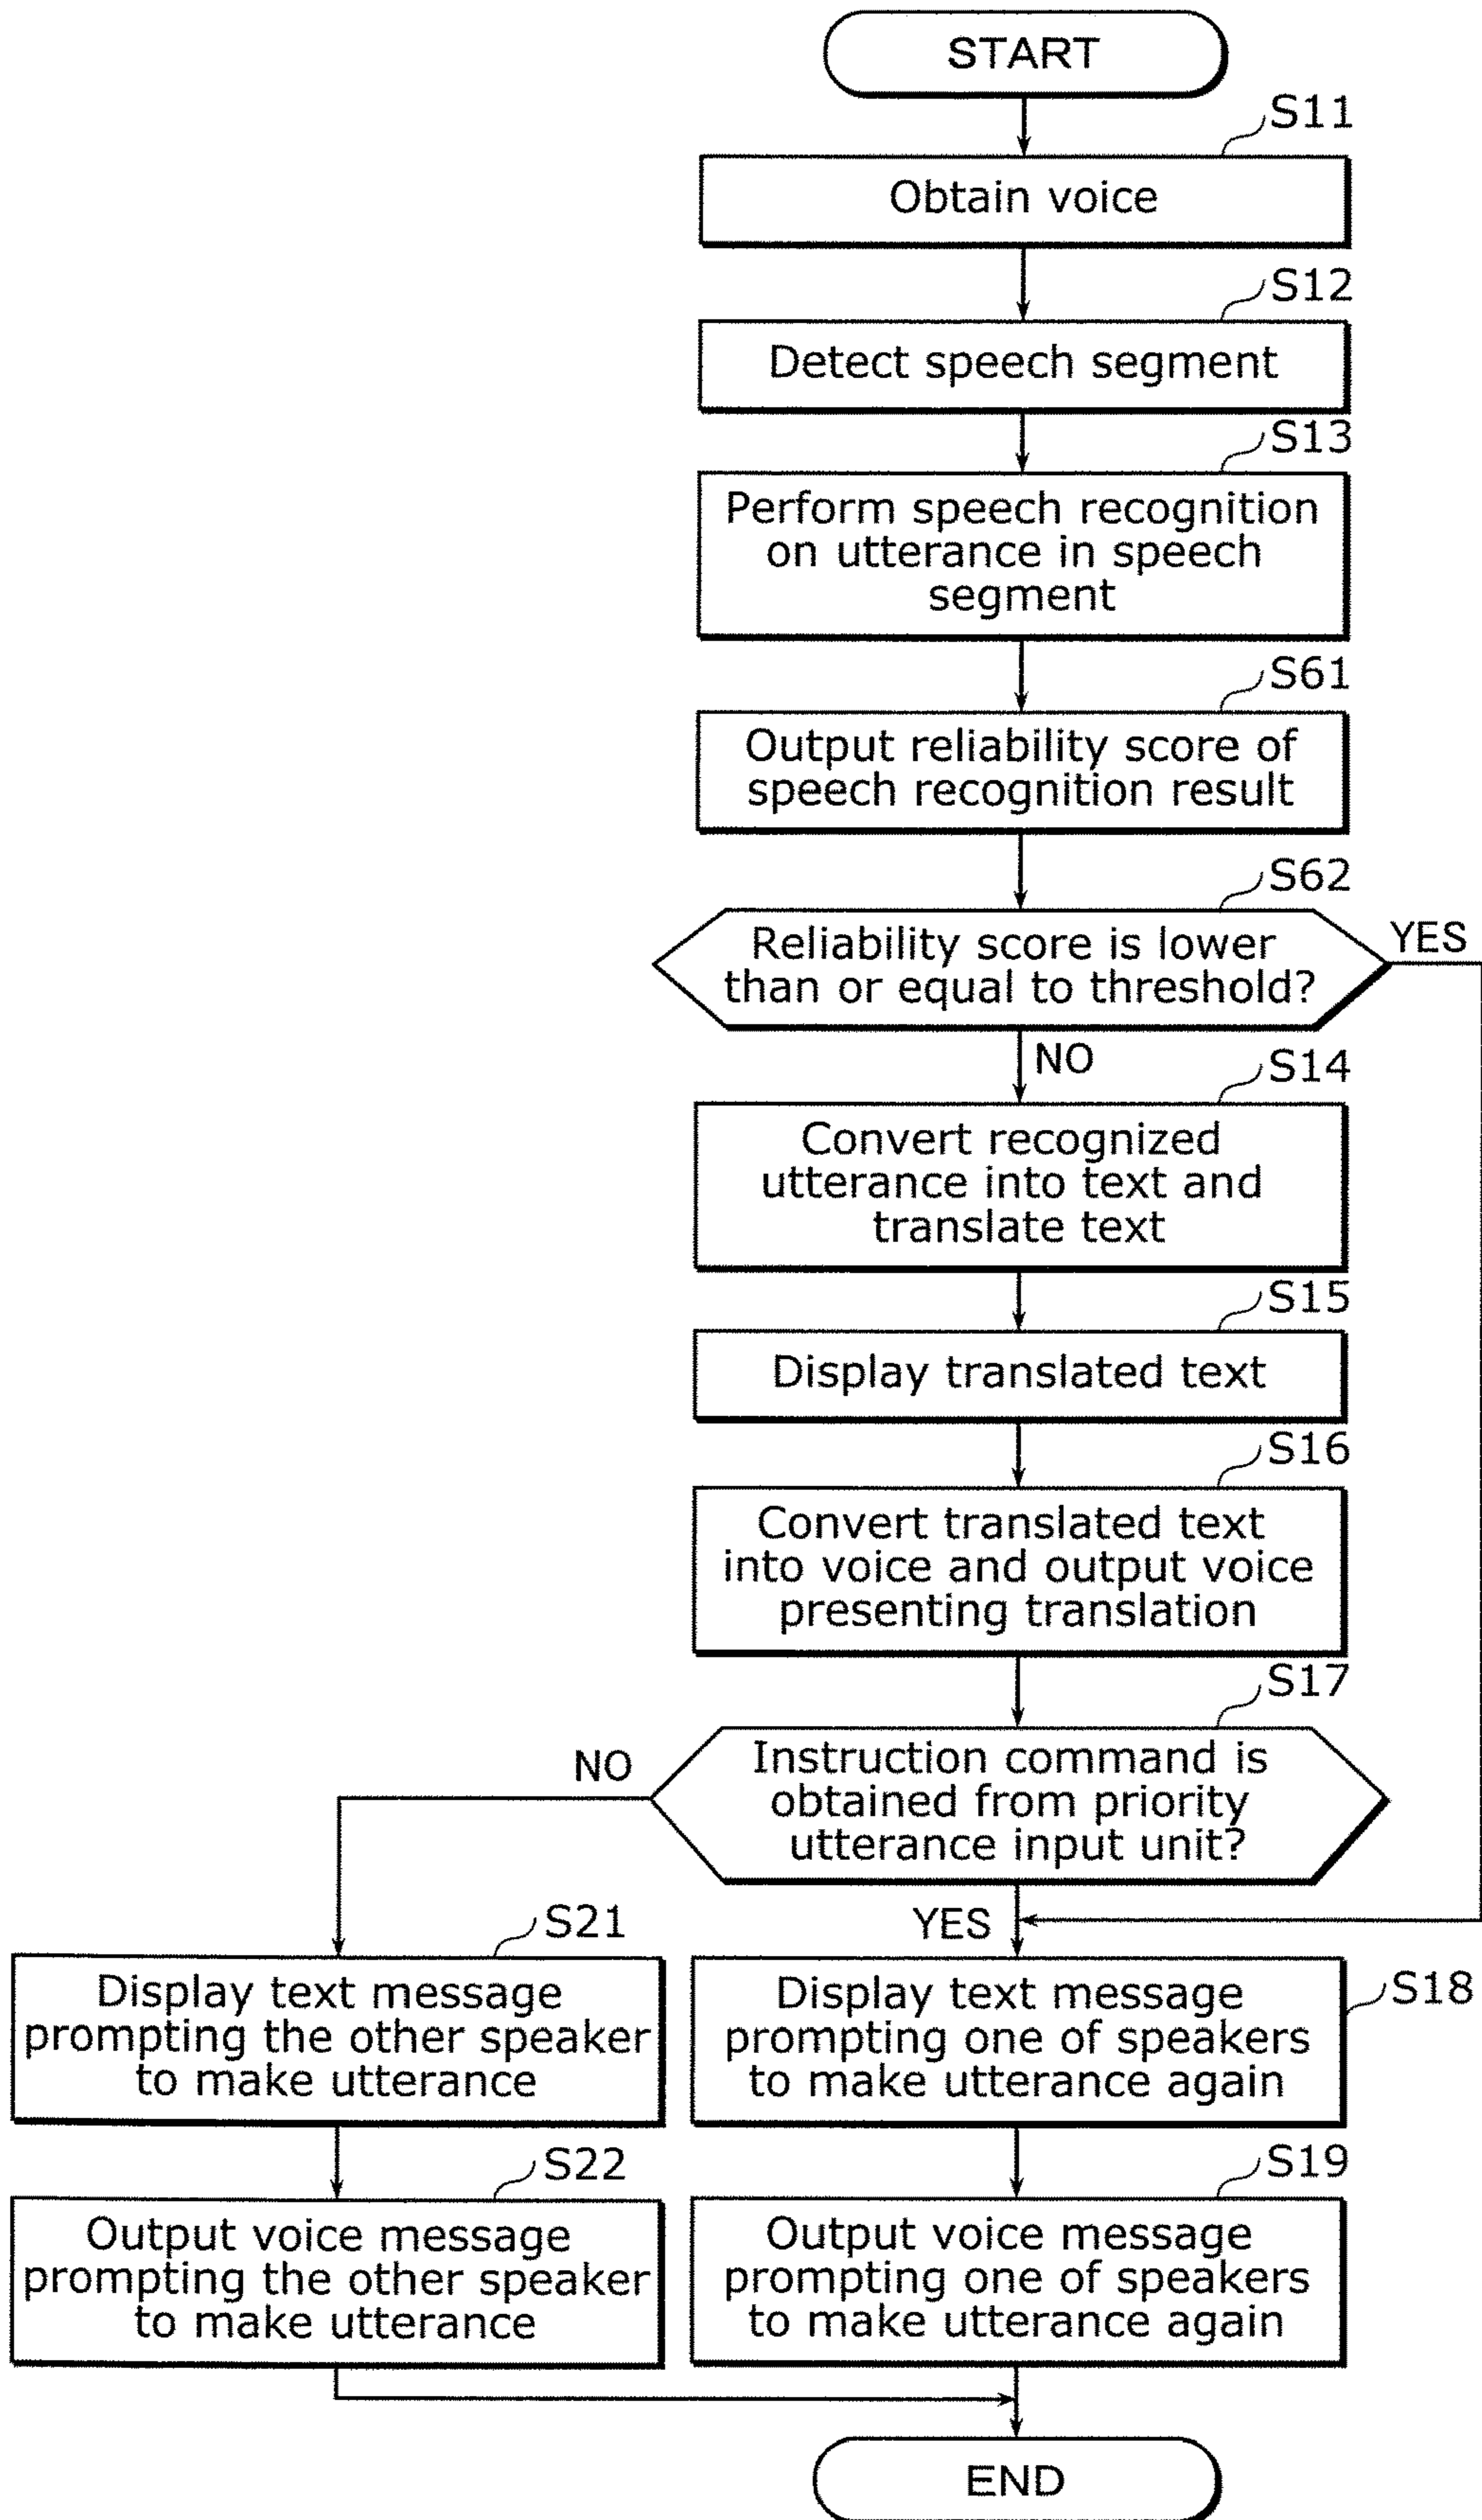 START
S11
Obtain voice
S12
Detect speech segment
S13
Perform speech recognition
on utterance in speech
segment
S61
Output reliability score of
speech recognition result
S62
Reliability score is lower
than or equal to threshold?
YES
NO
S14
Convert recognized
utterance into text and
translate text
S15
Display translated text
S16
Convert translated text
into voice and output voice
presenting translation
S17
Instruction command is
obtained from priority
utterance input unit?
NO
YES
S21
Display text message
prompting the other speaker
to make utterance
S18
Display text message
prompting one of speakers
to make utterance again
S22
Output voice message
prompting the other speaker
to make utterance
S19
Output voice message
prompting one of speakers
to make utterance again
END